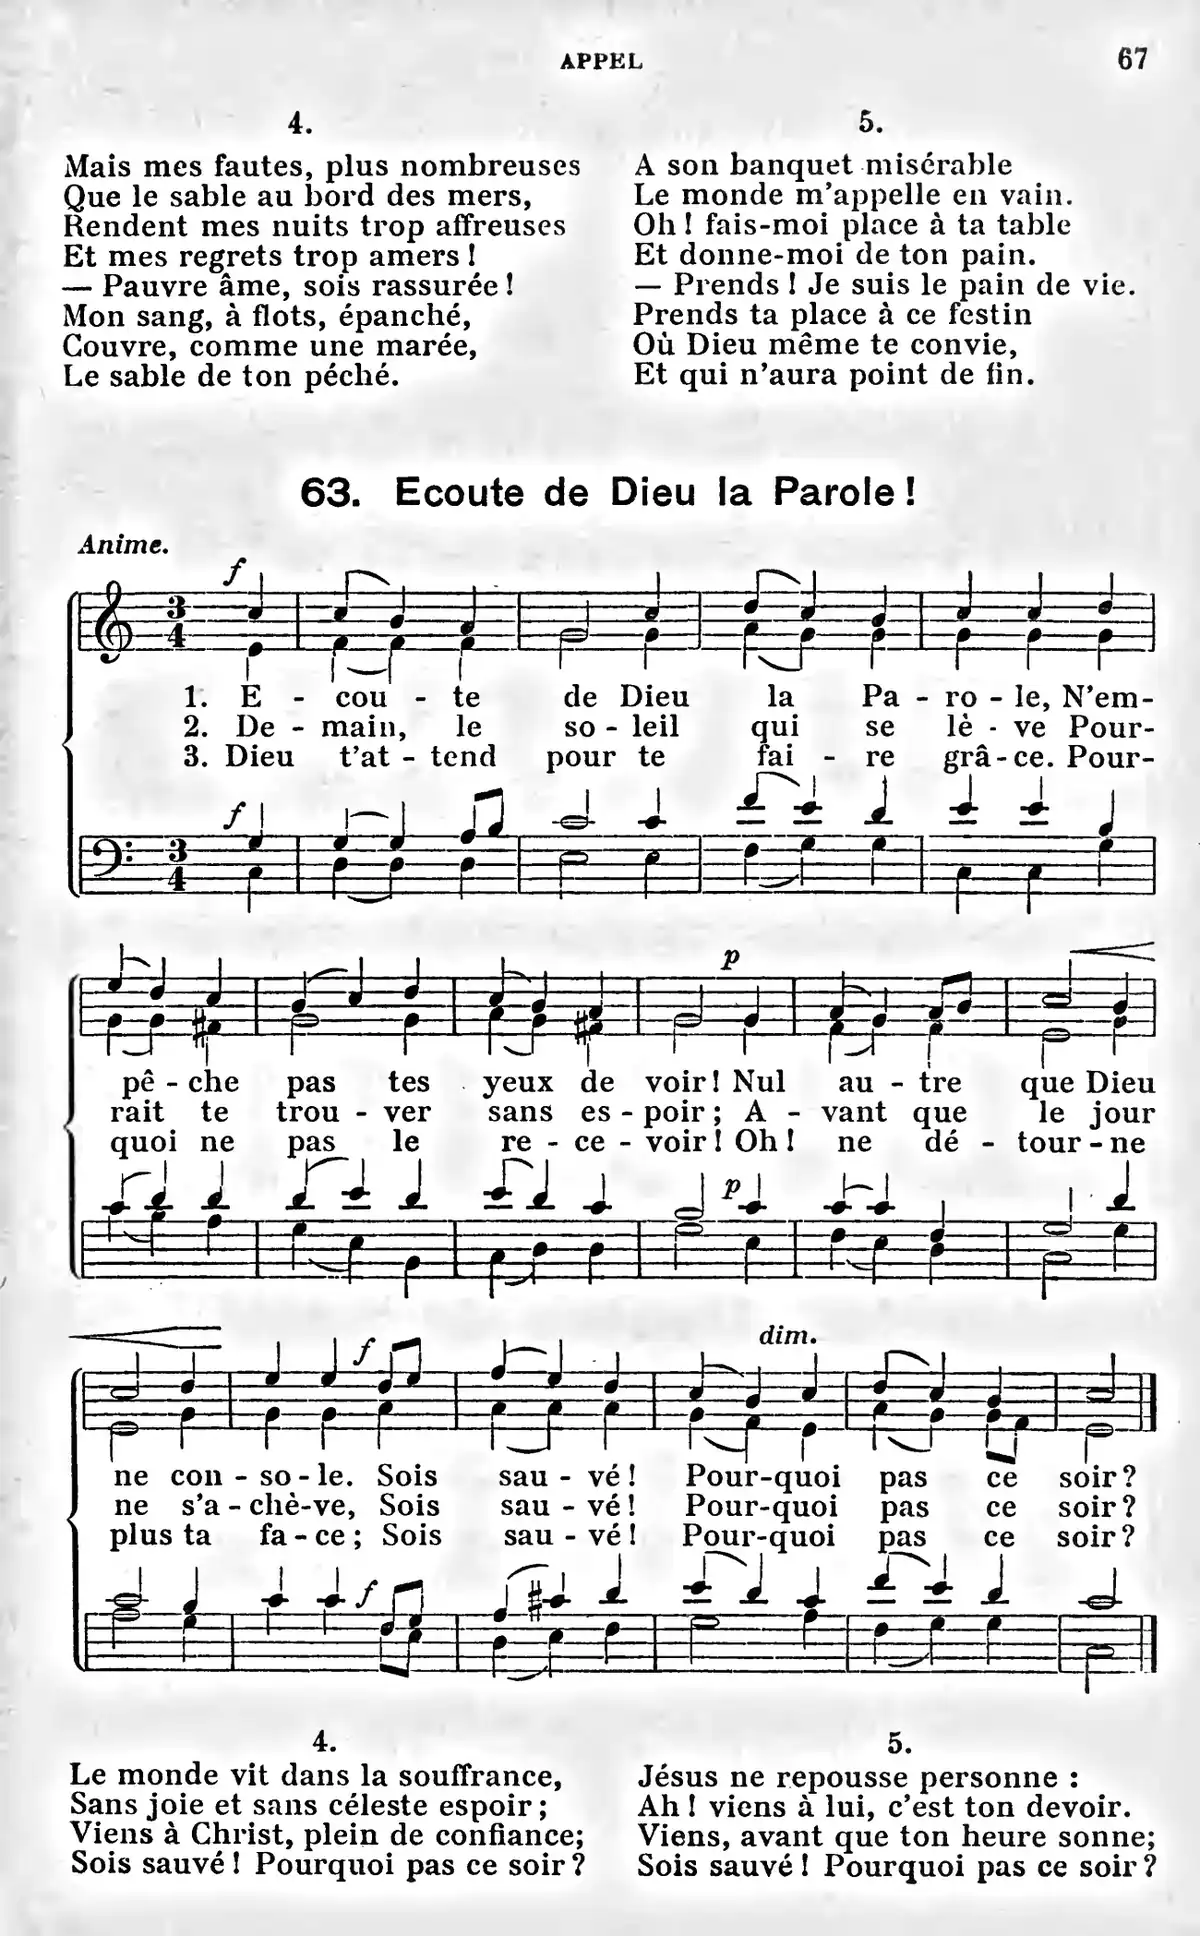 APPEL 67
4.
Mais mes fautes, plus nombreuses
Que le sable au bord des mers,
Rendent mes nuits trop affreuses
Et mes regrets trop amers !
— Pauvre âme, sois rassurée !
Mon sang, à flots, épanché,
Couvre, comme une marée,
Le sable de ton péché.
5.
A son banquet misérable
Le monde m'appelle en vain.
Oh ! fais-moi place à ta table
Et donne-moi de ton pain.
— Prends ! Je suis le pain de vie.
Prends ta place à ce festin
Où Dieu même te convie,
Et qui n'aura point de fin.
63. Ecoute de Dieu la Parole !
Anime.
f
3
4
1. E - cou - te de Dieu la Pa - ro - le, N'em-
2. De - main, le so - leil qui se lè - ve Pour-
3. Dieu t'at - tend pour te fai - re grâ - ce. Pour-
f
3
4
p
pê - che pas tes yeux de voir ! Nul au - tre que Dieu
rait te trou - ver sans es - poir ; A - vant que le jour
quoi ne pas le re - ce - voir ! Oh ! ne dé - tour - ne
p
f dim.
ne con - so - le. Sois sau - vé ! Pour-quoi pas ce soir ?
ne s'a - chè-ve, Sois sau - vé ! Pour-quoi pas ce soir ?
plus ta fa - ce ; Sois sau - vé ! Pour-quoi pas ce soir ?
f
4.
Le monde vit dans la souffrance,
Sans joie et sans céleste espoir ;
Viens à Christ, plein de confiance;
Sois sauvé ! Pourquoi pas ce soir ?
5.
Jésus ne repousse personne :
Ah ! viens à lui, c'est ton devoir.
Viens, avant que ton heure sonne;
Sois sauvé ! Pourquoi pas ce soir ?